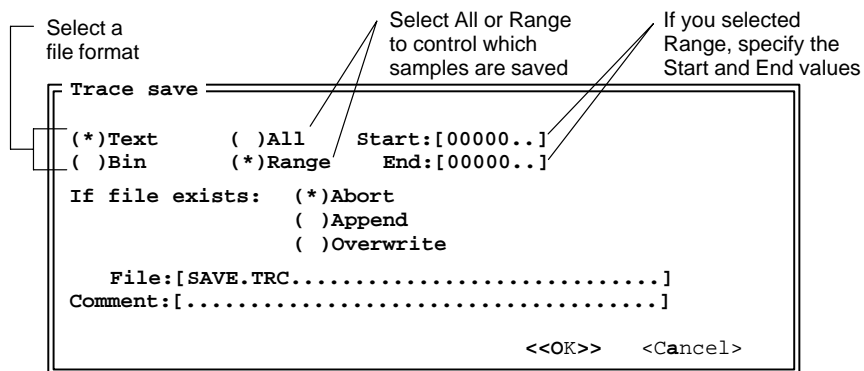 Select a
file format
Select All or Range
to control which
samples are saved
If you selected
Range, specify the
Start and End values
Trace save
(*)Text ( )All Start:[00000..]
( )Bin (*)Range End:[00000..]
If file exists: (*)Abort
( )Append
( )Overwrite
File:[SAVE.TRC.............................]
Comment:[.....................................]
<<OK>> <Cancel>